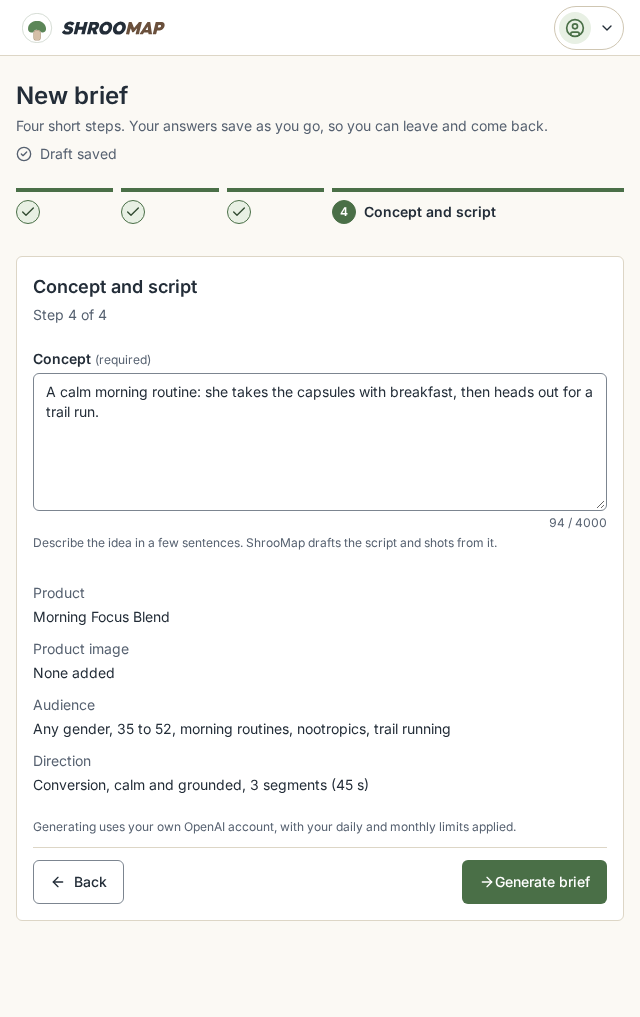 SHROOMAP
New brief
Four short steps. Your answers save as you go, so you can leave and come back.
Draft saved
4 Concept and script
Concept and script
Step 4 of 4
Concept (required)
A calm morning routine: she takes the capsules with breakfast, then heads out for a
trail run.
94 / 4000
Describe the idea in a few sentences. ShrooMap drafts the script and shots from it.
Product
Morning Focus Blend
Product image
None added
Audience
Any gender, 35 to 52, morning routines, nootropics, trail running
Direction
Conversion, calm and grounded, 3 segments (45 s)
Generating uses your own OpenAI account, with your daily and monthly limits applied.
Back
Generate brief